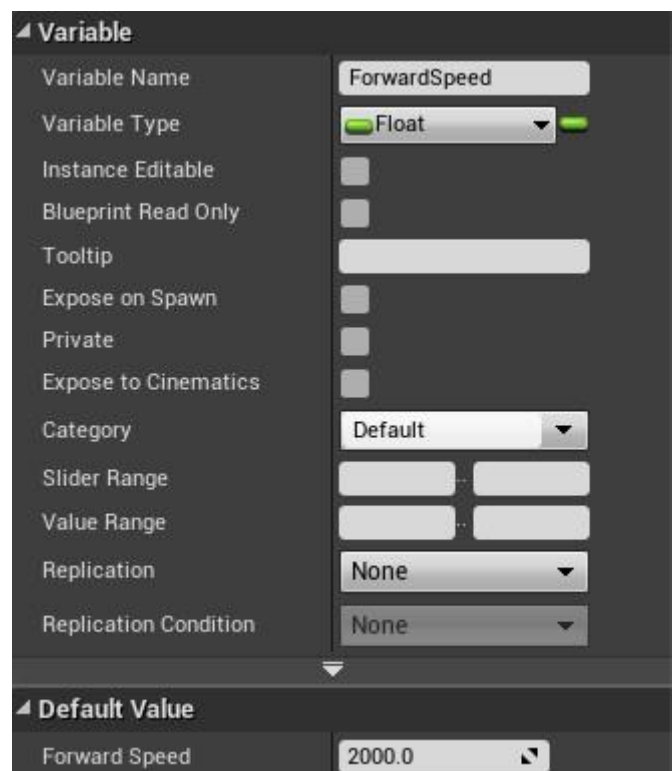 Variable
Variable Name ForwardSpeed
Variable Type Float
Instance Editable
Blueprint Read Only
Tooltip
Expose on Spawn
Private
Expose to Cinematics
Category Default
Slider Range ..
Value Range ..
Replication None
Replication Condition None
Default Value
Forward Speed 2000.0